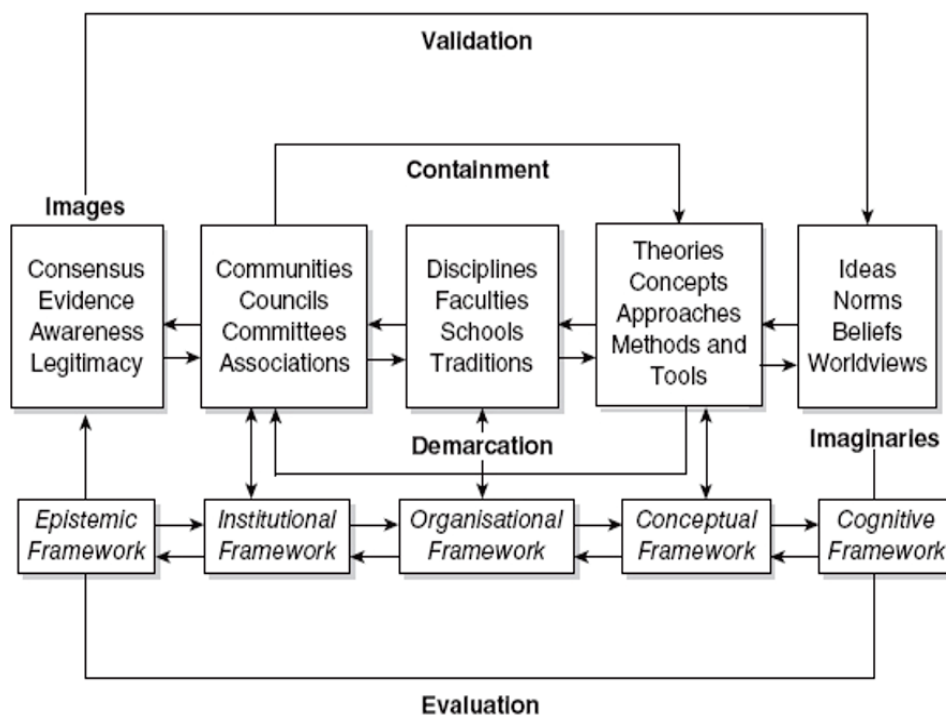 Validation
Containment
Images
Consensus
Evidence
Awareness
Legitimacy
Communities
Councils
Committees
Associations
Disciplines
Faculties
Schools
Traditions
Theories
Concepts
Approaches
Methods and
Tools
Ideas
Norms
Beliefs
Worldviews
Demarcation
Imaginaries
Epistemic
Framework
Institutional
Framework
Organisational
Framework
Conceptual
Framework
Cognitive
Framework
Evaluation